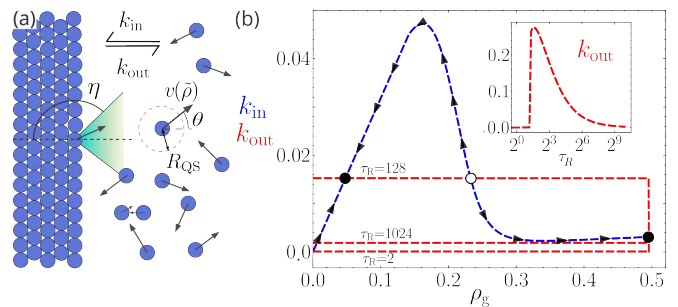 (a)
k_in
k_out
η
v(ρ̃)
θ
R_QS
(b)
k_in
k_out
0.04
0.02
0.0
τ_R=128
τ_R=1024
τ_R=2
0.0 0.1 0.2 0.3 0.4 0.5
ρ_g
k_out
0.2
0.1
0.0
2^0 2^3 2^6 2^9
τ_R